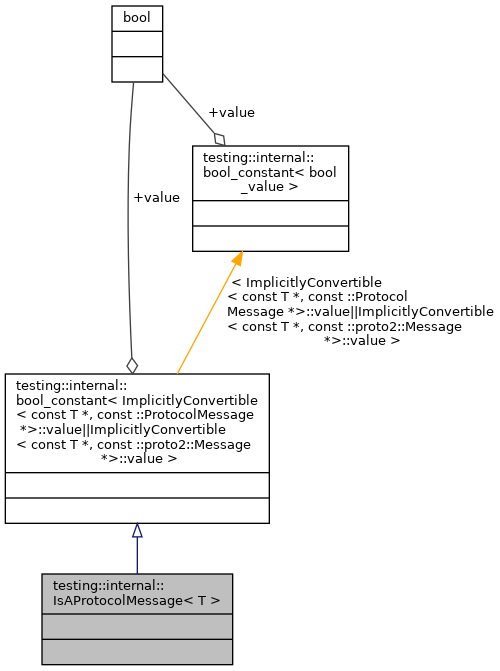 bool
+value
testing::internal::
bool_constant< bool
_value >
+value
< ImplicitlyConvertible
< const T *, const ::Protocol
Message *>::value||ImplicitlyConvertible
< const T *, const ::proto2::Message
*>::value >
testing::internal::
bool_constant< ImplicitlyConvertible
< const T *, const ::ProtocolMessage
*>::value||ImplicitlyConvertible
< const T *, const ::proto2::Message
*>::value >
testing::internal::
IsAProtocolMessage< T >